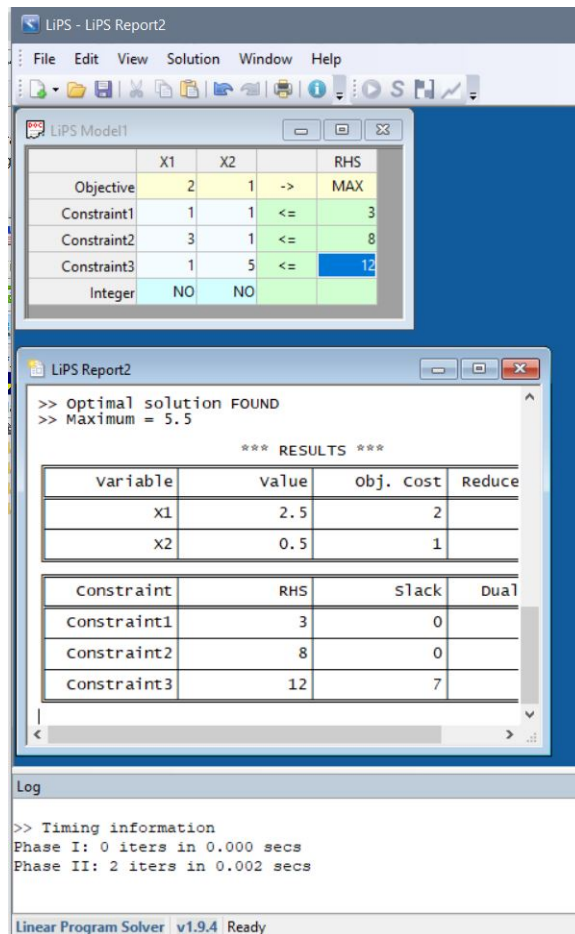 LiPS - LiPS Report2
File Edit View Solution Window Help
LiPS Model1
X1 X2 RHS
Objective 2 1 -> MAX
Constraint1 1 1 <= 3
Constraint2 3 1 <= 8
Constraint3 1 5 <= 12
Integer NO NO
LiPS Report2
>> Optimal solution FOUND
>> Maximum = 5.5
*** RESULTS ***
Variable Value Obj. Cost Reduce
X1 2.5 2
X2 0.5 1
Constraint RHS Slack Dual
Constraint1 3 0
Constraint2 8 0
Constraint3 12 7
Log
>> Timing information
Phase I: 0 iters in 0.000 secs
Phase II: 2 iters in 0.002 secs
Linear Program Solver v1.9.4 Ready